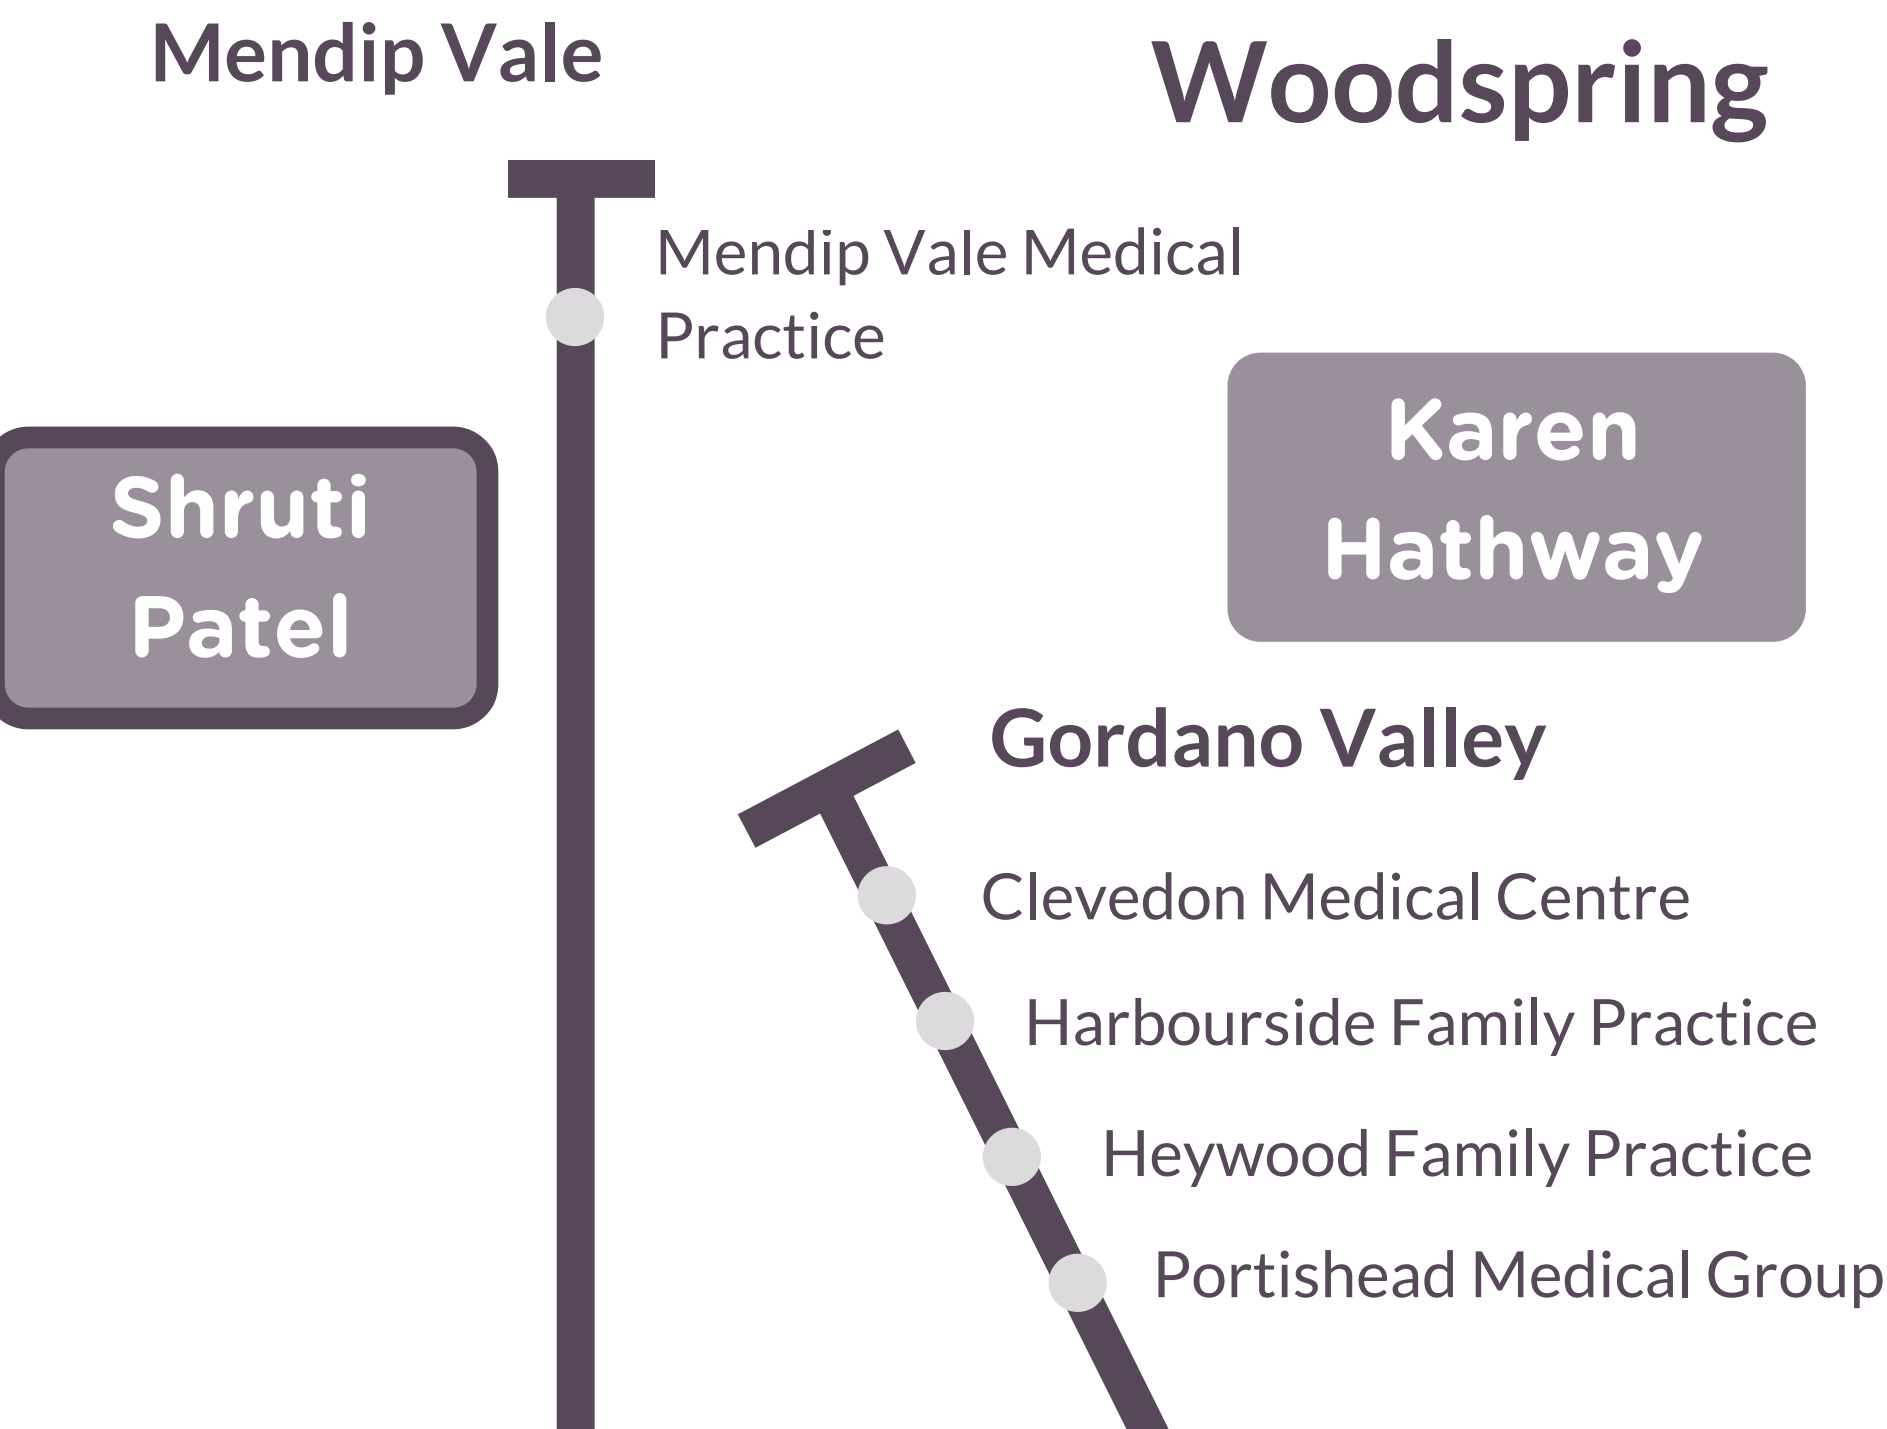 Mendip Vale
Woodspring
Mendip Vale Medical
Practice
Shruti
Patel
Karen
Hathway
Gordano Valley
Clevedon Medical Centre
Harbourside Family Practice
Heywood Family Practice
Portishead Medical Group